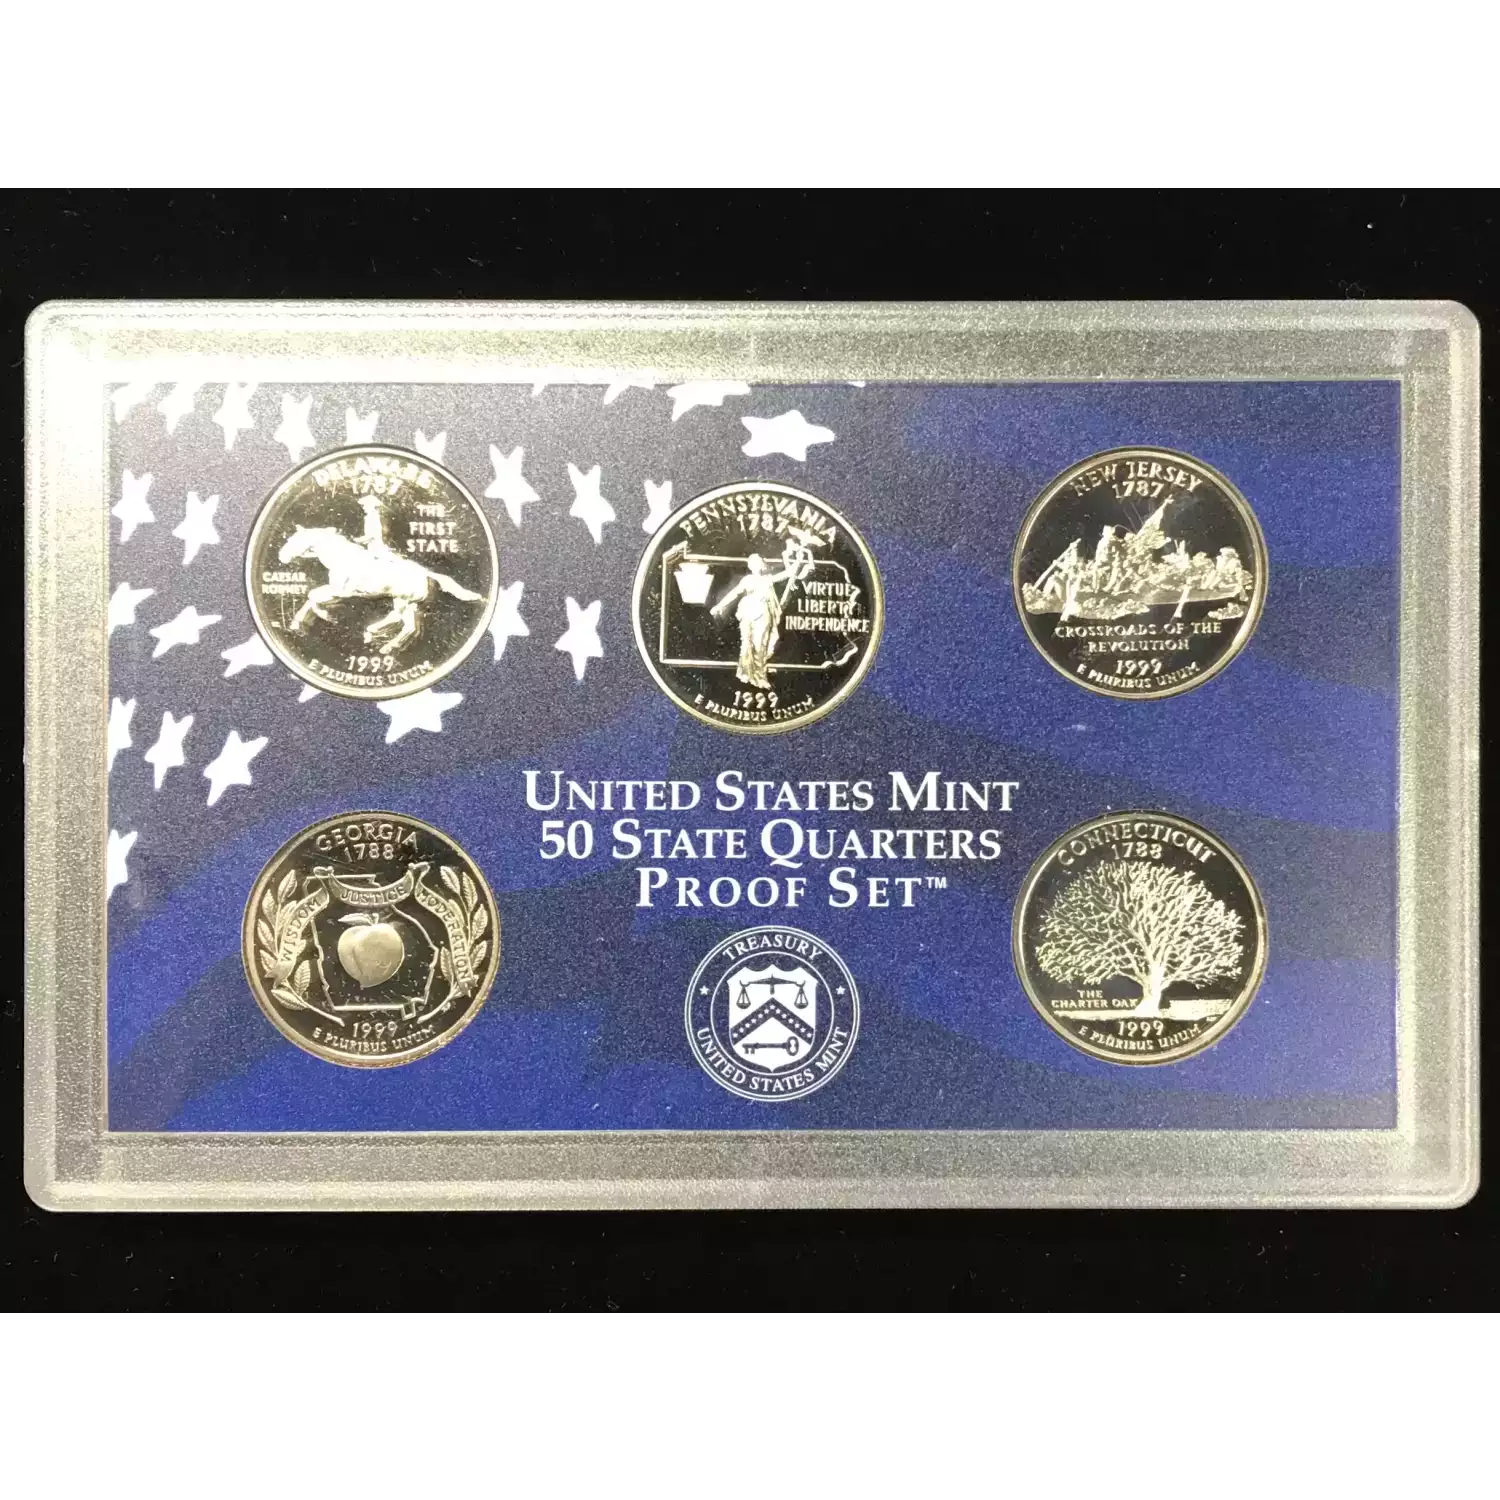 DELAWARE
1787
THE
FIRST
STATE
CAESAR
RODNEY
1999
E PLURIBUS UNUM
PENNSYLVANIA
1787
VIRTUE
LIBERTY
INDEPENDENCE
1999
E PLURIBUS UNUM
NEW JERSEY
1787
CROSSROADS OF THE
REVOLUTION
1999
E PLURIBUS UNUM
UNITED STATES MINT
50 STATE QUARTERS
PROOF SET™
GEORGIA
1788
WISDOM JUSTICE MODERATION
1999
E PLURIBUS UNUM
TREASURY
UNITED STATES MINT
CONNECTICUT
1788
THE
CHARTER OAK
1999
E PLURIBUS UNUM